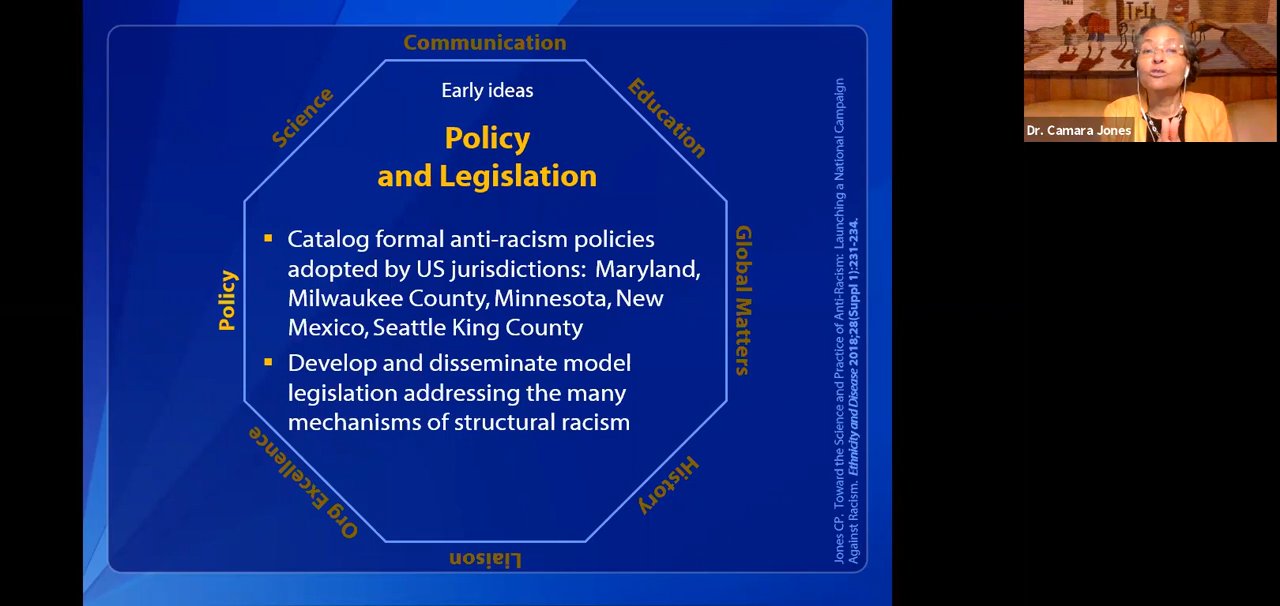 Communication
Science
Education
Early ideas
Policy
and Legislation
Policy
Global Matters
▪ Catalog formal anti-racism policies
adopted by US jurisdictions: Maryland,
Milwaukee County, Minnesota, New
Mexico, Seattle King County
▪ Develop and disseminate model
legislation addressing the many
mechanisms of structural racism
Org Excellence
History
Liaison
Jones CP. Toward the Science and Practice of Anti-Racism: Launching a National Campaign
Against Racism. Ethnicity and Disease 2018;28(Suppl 1):231-234.
Dr. Camara Jones